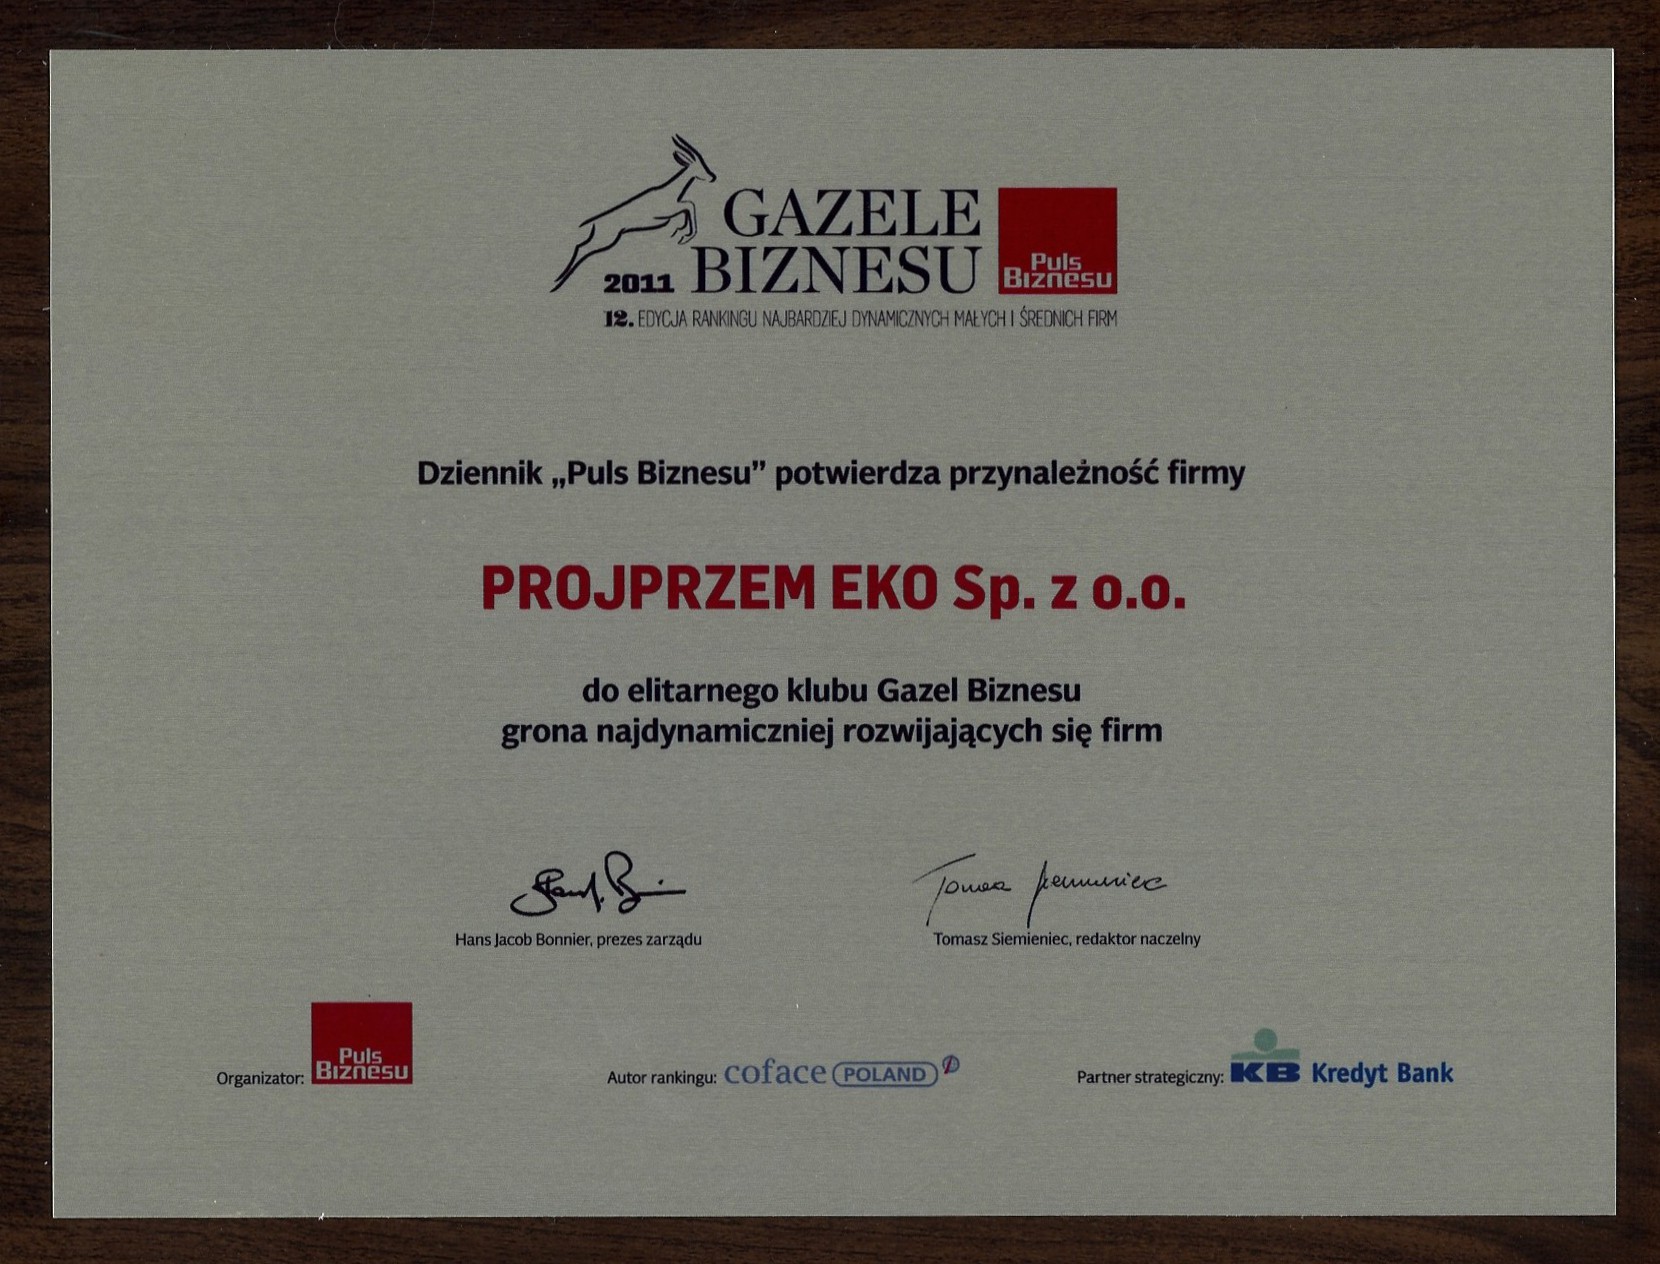 GAZELE
2011 BIZNESU
Puls
Biznesu
12. EDYCJA RANKINGU NAJBARDZIEJ DYNAMICZNYCH MAŁYCH I ŚREDNICH FIRM
Dziennik „Puls Biznesu” potwierdza przynależność firmy
PROJPRZEM EKO Sp. z o.o.
do elitarnego klubu Gazel Biznesu
grona najdynamiczniej rozwijających się firm
Hans Jacob Bonnier, prezes zarządu
Tomasz Siemieniec, redaktor naczelny
Organizator: Puls Biznesu
Autor rankingu: coface POLAND
Partner strategiczny: KB Kredyt Bank